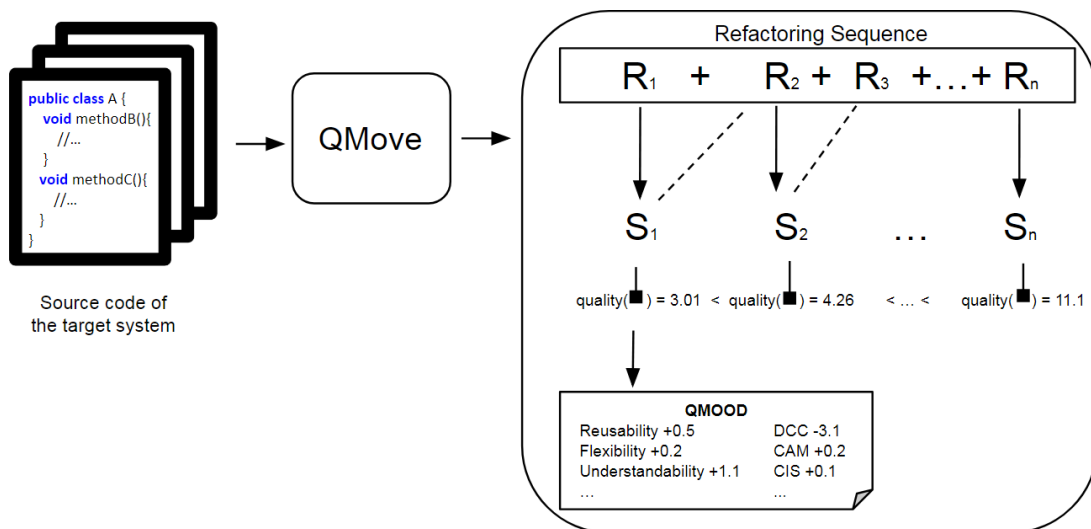 public class A {
void methodB(){
//...
}
void methodC(){
//...
}
}
Source code of
the target system
QMove
Refactoring Sequence
R1 + R2 + R3 +...+ Rn
S1 S2 ... Sn
quality(■) = 3.01 < quality(■) = 4.26 < ... < quality(■) = 11.1
QMOOD
Reusability +0.5 DCC -3.1
Flexibility +0.2 CAM +0.2
Understandability +1.1 CIS +0.1
... ...